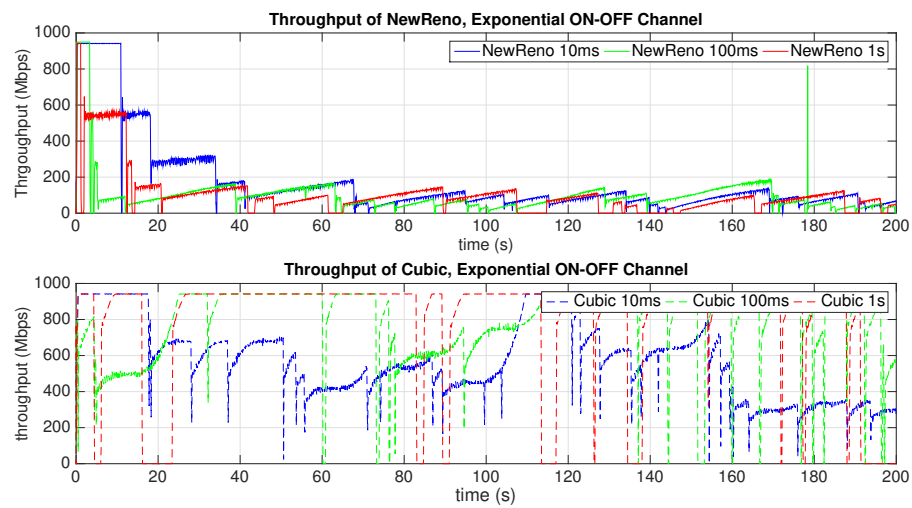 Throughput of NewReno, Exponential ON-OFF Channel
1000
800
600
400
200
0
Thrgoughput (Mbps)
NewReno 10ms NewReno 100ms NewReno 1s
0 20 40 60 80 100 120 140 160 180 200
time (s)
Throughput of Cubic, Exponential ON-OFF Channel
1000
800
600
400
200
0
throughput (Mbps)
Cubic 10ms Cubic 100ms Cubic 1s
0 20 40 60 80 100 120 140 160 180 200
time (s)